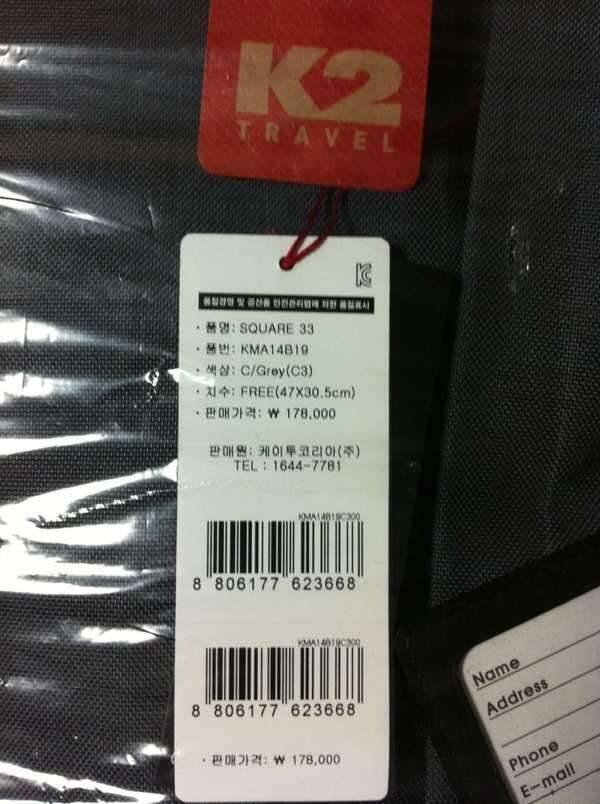 K2
TRAVEL
품질경영 및 공산품 안전관리법에 의한 품질표시
· 품명: SQUARE 33
· 품번: KMA14B19
· 색상: C/Grey(C3)
· 치수: FREE(47X30.5cm)
· 판매가격: ₩ 178,000
판매원: 케이투코리아(주)
TEL : 1644-7781
KMA14B19C300
8 806177 623668
KMA14B19C300
8 806177 623668
· 판매가격: ₩ 178,000
Name
Address
Phone
E-mail